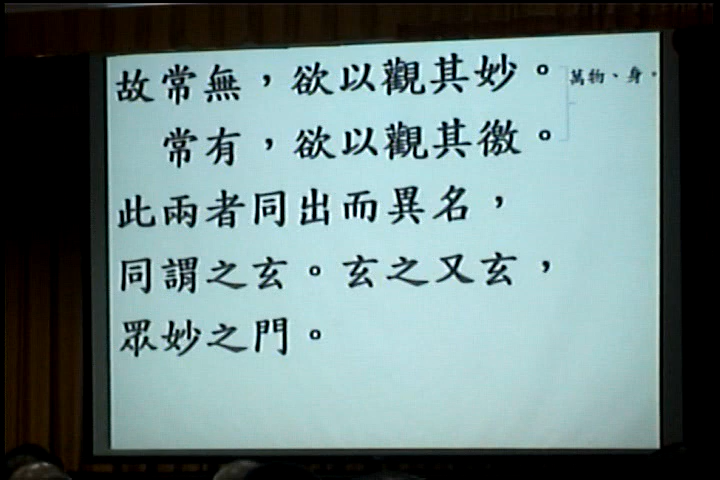 故常無，欲以觀其妙。萬物、身。
常有，欲以觀其徼。
此兩者同出而異名，
同謂之玄。玄之又玄，
眾妙之門。